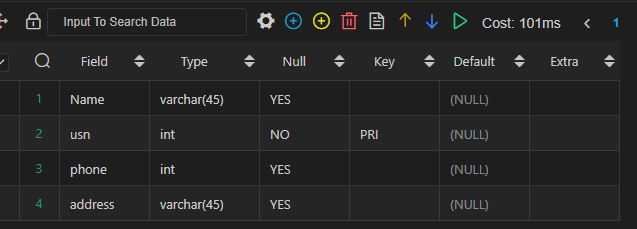 Input To Search Data Cost: 101ms 1
Field Type Null Key Default Extra
1 Name varchar(45) YES (NULL)
2 usn int NO PRI (NULL)
3 phone int YES (NULL)
4 address varchar(45) YES (NULL)